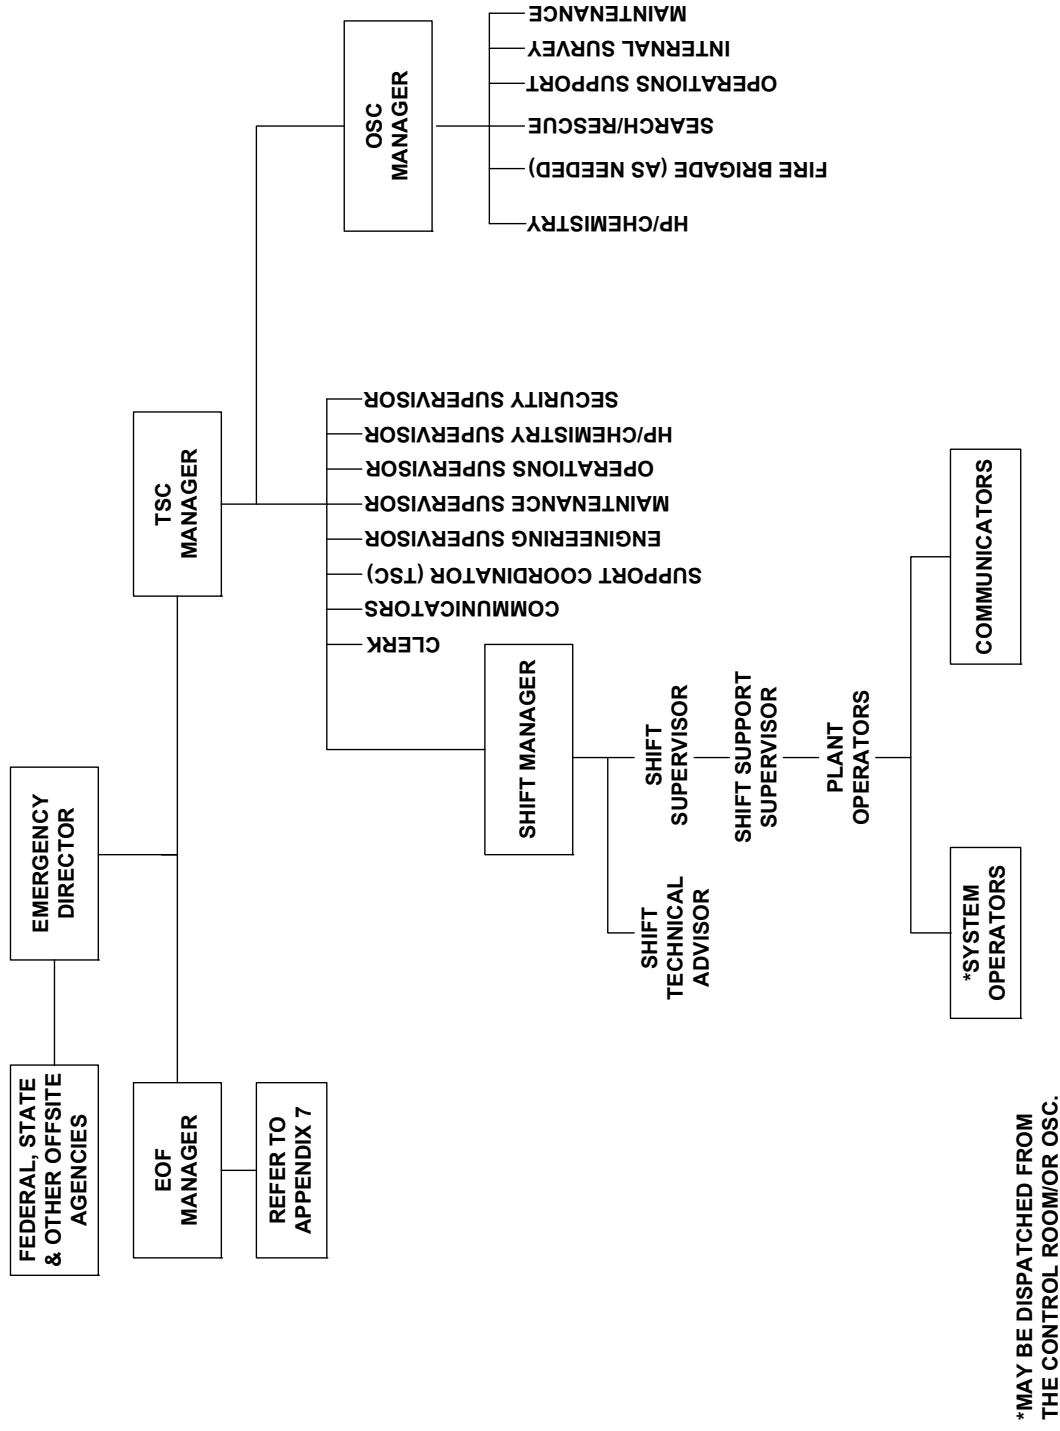 FEDERAL, STATE
& OTHER OFFSITE
AGENCIES
EMERGENCY
DIRECTOR
EOF
MANAGER
TSC
MANAGER
REFER TO
APPENDIX 7
OSC
MANAGER
CLERK
COMMUNICATORS
SUPPORT COORDINATOR (TSC)
ENGINEERING SUPERVISOR
MAINTENANCE SUPERVISOR
OPERATIONS SUPERVISOR
HP/CHEMISTRY SUPERVISOR
SECURITY SUPERVISOR
HP/CHEMISTRY
FIRE BRIGADE (AS NEEDED)
SEARCH/RESCUE
OPERATIONS SUPPORT
INTERNAL SURVEY
MAINTENANCE
SHIFT MANAGER
SHIFT
TECHNICAL
ADVISOR
SHIFT
SUPERVISOR
SHIFT SUPPORT
SUPERVISOR
PLANT
OPERATORS
*SYSTEM
OPERATORS
COMMUNICATORS
*MAY BE DISPATCHED FROM
THE CONTROL ROOM/OR OSC.